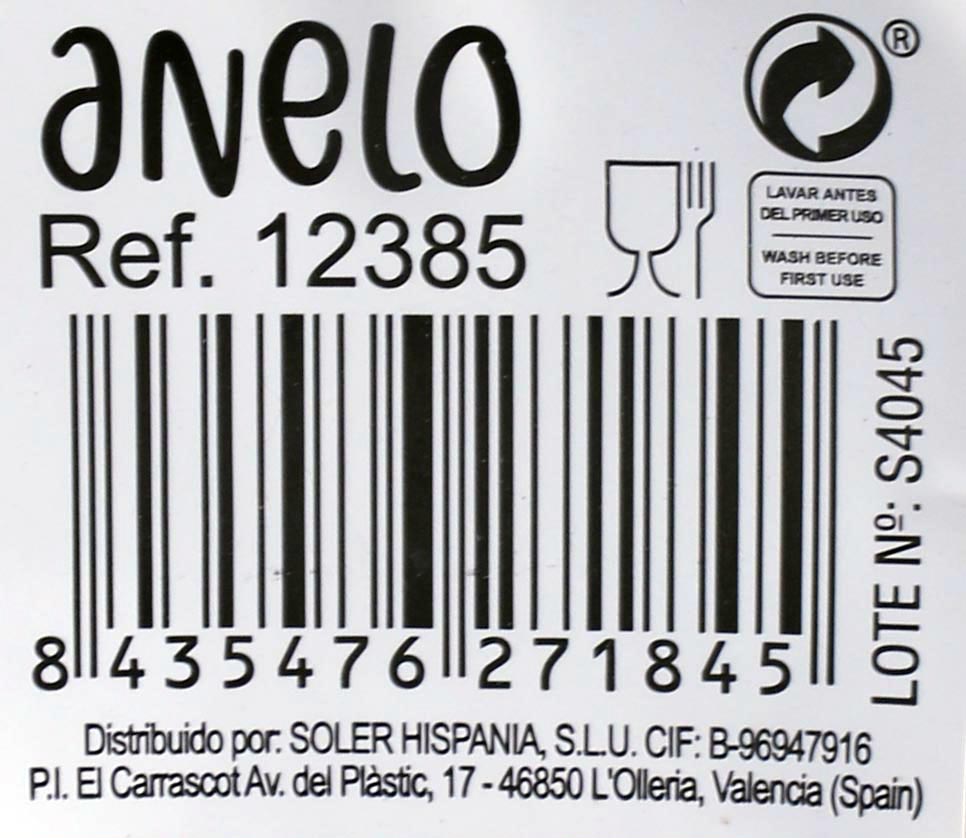 anelo
®
Ref. 12385
LAVAR ANTES
DEL PRIMER USO
WASH BEFORE
FIRST USE
LOTE Nº: S4045
8 435476 271845
Distribuido por: SOLER HISPANIA, S.L.U. CIF: B-96947916
P.I. El Carrascot Av. del Plàstic, 17 - 46850 L'Olleria, Valencia (Spain)